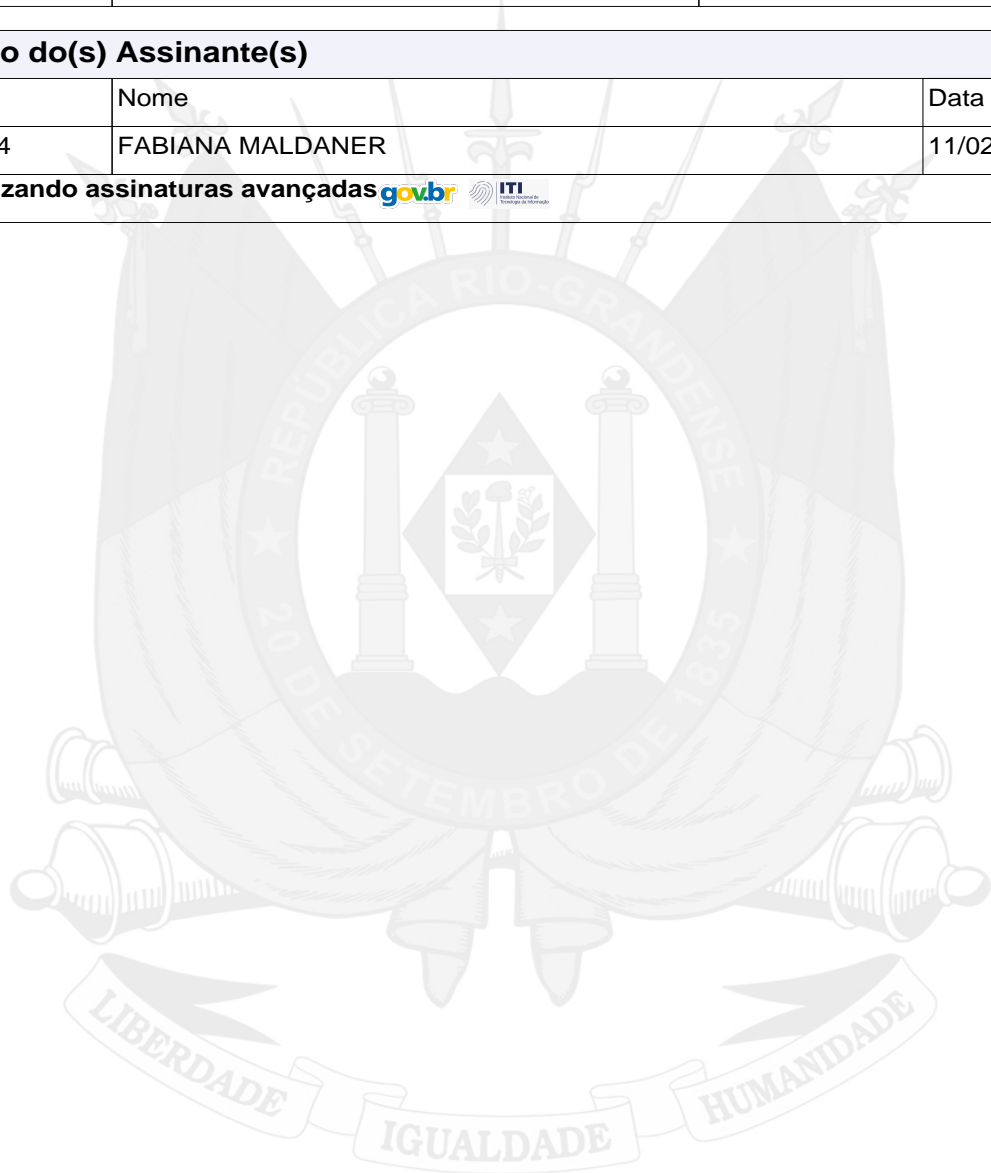 o do(s) Assinante(s)
Nome
Data
4
FABIANA MALDANER
11/02
zando assinaturas avançadas gov.br ITI
REPÚBLICA RIO-GRANDENSE
20 DE SETEMBRO DE 1835
LIBERDADE
IGUALDADE
HUMANIDADE